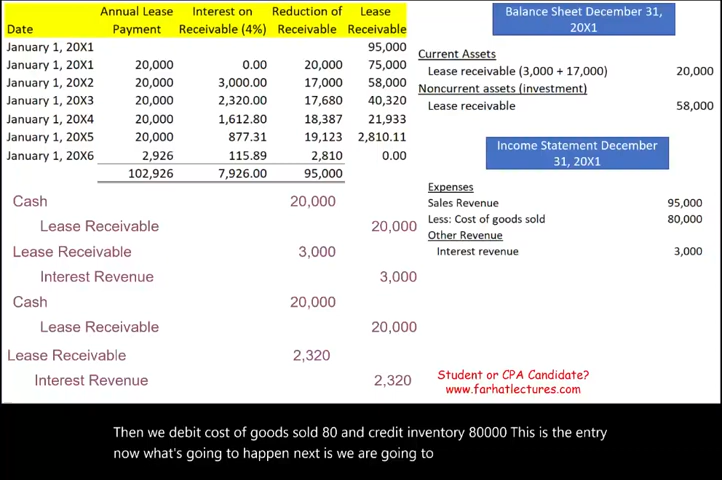 Annual Lease Interest on Reduction of Lease
Date Payment Receivable (4%) Receivable Receivable
January 1, 20X1 95,000
January 1, 20X1 20,000 0.00 20,000 75,000
January 1, 20X2 20,000 3,000.00 17,000 58,000
January 1, 20X3 20,000 2,320.00 17,680 40,320
January 1, 20X4 20,000 1,612.80 18,387 21,933
January 1, 20X5 20,000 877.31 19,123 2,810.11
January 1, 20X6 2,926 115.89 2,810 0.00
102,926 7,926.00 95,000
Cash 20,000
Lease Receivable 20,000
Lease Receivable 3,000
Interest Revenue 3,000
Cash 20,000
Lease Receivable 20,000
Lease Receivable 2,320
Interest Revenue 2,320
Balance Sheet December 31,
20X1
Current Assets
Lease receivable (3,000 + 17,000) 20,000
Noncurrent assets (investment)
Lease receivable 58,000
Income Statement December
31, 20X1
Expenses
Sales Revenue 95,000
Less: Cost of goods sold 80,000
Other Revenue
Interest revenue 3,000
Student or CPA Candidate?
www.farhatlectures.com
Then we debit cost of goods sold 80 and credit inventory 80000 This is the entry
now what's going to happen next is we are going to